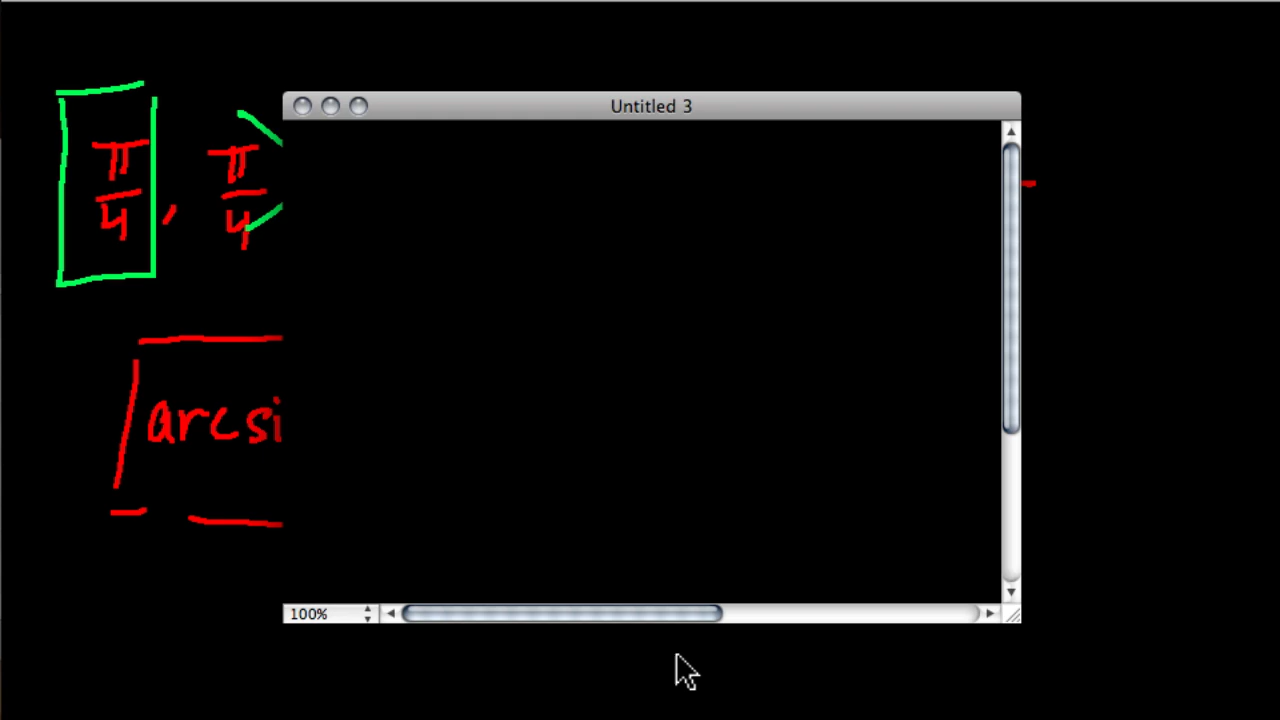 Untitled 3
π/4, π/4
arcsi
100%